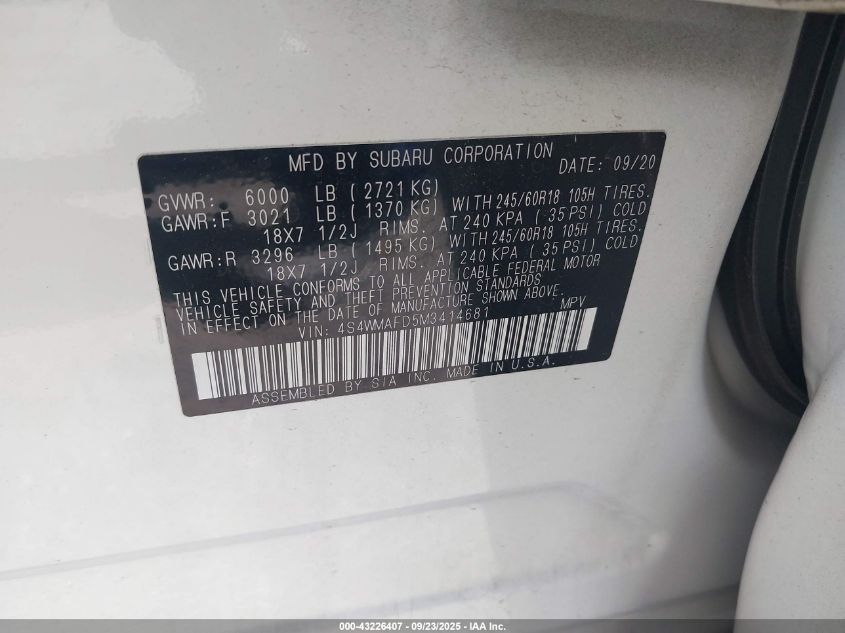 MFD BY SUBARU CORPORATION DATE: 09/20
GVWR: 6000 LB ( 2721 KG)
GAWR:F 3021 LB ( 1370 KG) WITH 245/60R18 105H TIRES.
18X7 1/2J RIMS. AT 240 KPA ( 35 PSI) COLD
GAWR:R 3296 LB ( 1495 KG) WITH 245/60R18 105H TIRES.
18X7 1/2J RIMS. AT 240 KPA ( 35 PSI) COLD
THIS VEHICLE CONFORMS TO ALL APPLICABLE FEDERAL MOTOR
VEHICLE SAFETY AND THEFT PREVENTION STANDARDS
IN EFFECT ON THE DATE OF MANUFACTURE SHOWN ABOVE.
VIN: 4S4WMAFD5M3414681 MPV
ASSEMBLED BY SIA INC. MADE IN U.S.A.
000-43226407 - 09/23/2025 - IAA Inc.